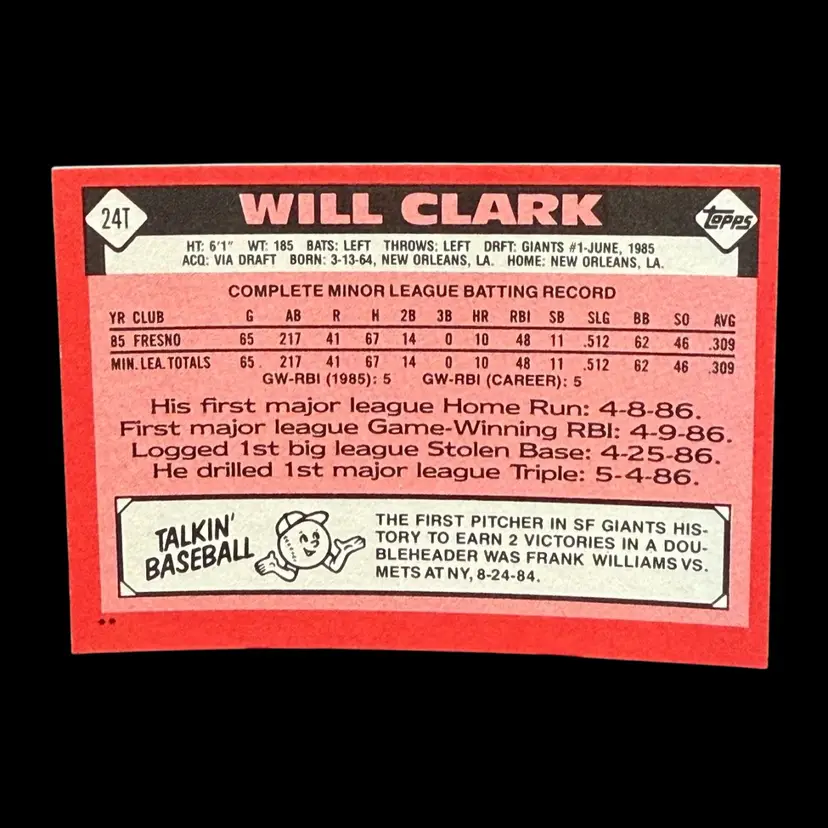 24T
WILL CLARK
topps
HT: 6'1" WT: 185 BATS: LEFT THROWS: LEFT DRFT: GIANTS #1-JUNE, 1985
ACQ: VIA DRAFT BORN: 3-13-64, NEW ORLEANS, LA. HOME: NEW ORLEANS, LA.
COMPLETE MINOR LEAGUE BATTING RECORD
YR CLUB G AB R H 2B 3B HR RBI SB SLG BB SO AVG
85 FRESNO 65 217 41 67 14 0 10 48 11 .512 62 46 .309
MIN. LEA. TOTALS 65 217 41 67 14 0 10 48 11 .512 62 46 .309
GW-RBI (1985): 5 GW-RBI (CAREER): 5
His first major league Home Run: 4-8-86.
First major league Game-Winning RBI: 4-9-86.
Logged 1st big league Stolen Base: 4-25-86.
He drilled 1st major league Triple: 5-4-86.
TALKIN'
BASEBALL
THE FIRST PITCHER IN SF GIANTS HIS-
TORY TO EARN 2 VICTORIES IN A DOU-
BLEHEADER WAS FRANK WILLIAMS VS.
METS AT NY, 8-24-84.
**